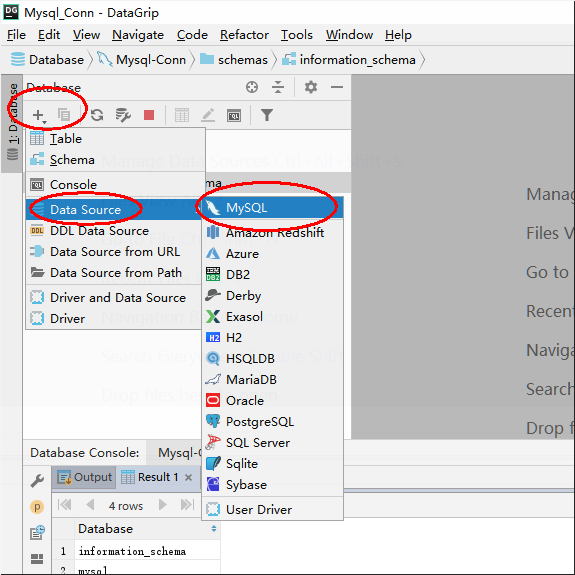 DG Mysql_Conn - DataGrip
File Edit View Navigate Code Refactor Tools Window Help
Database Mysql-Conn schemas information_schema
1: Database
Database
Table
Schema
Console
Data Source
DDL Data Source
Data Source from URL
Data Source from Path
Driver and Data Source
Driver
MySQL
Amazon Redshift
Azure
DB2
Derby
Exasol
H2
HSQLDB
MariaDB
Oracle
PostgreSQL
SQL Server
Sqlite
Sybase
User Driver
Manag
Files V
Go to
Recen
Naviga
Search
Drop f
Database Console: Mysql-C
Output Result 1
4 rows
Database
1 information_schema
2 mysql